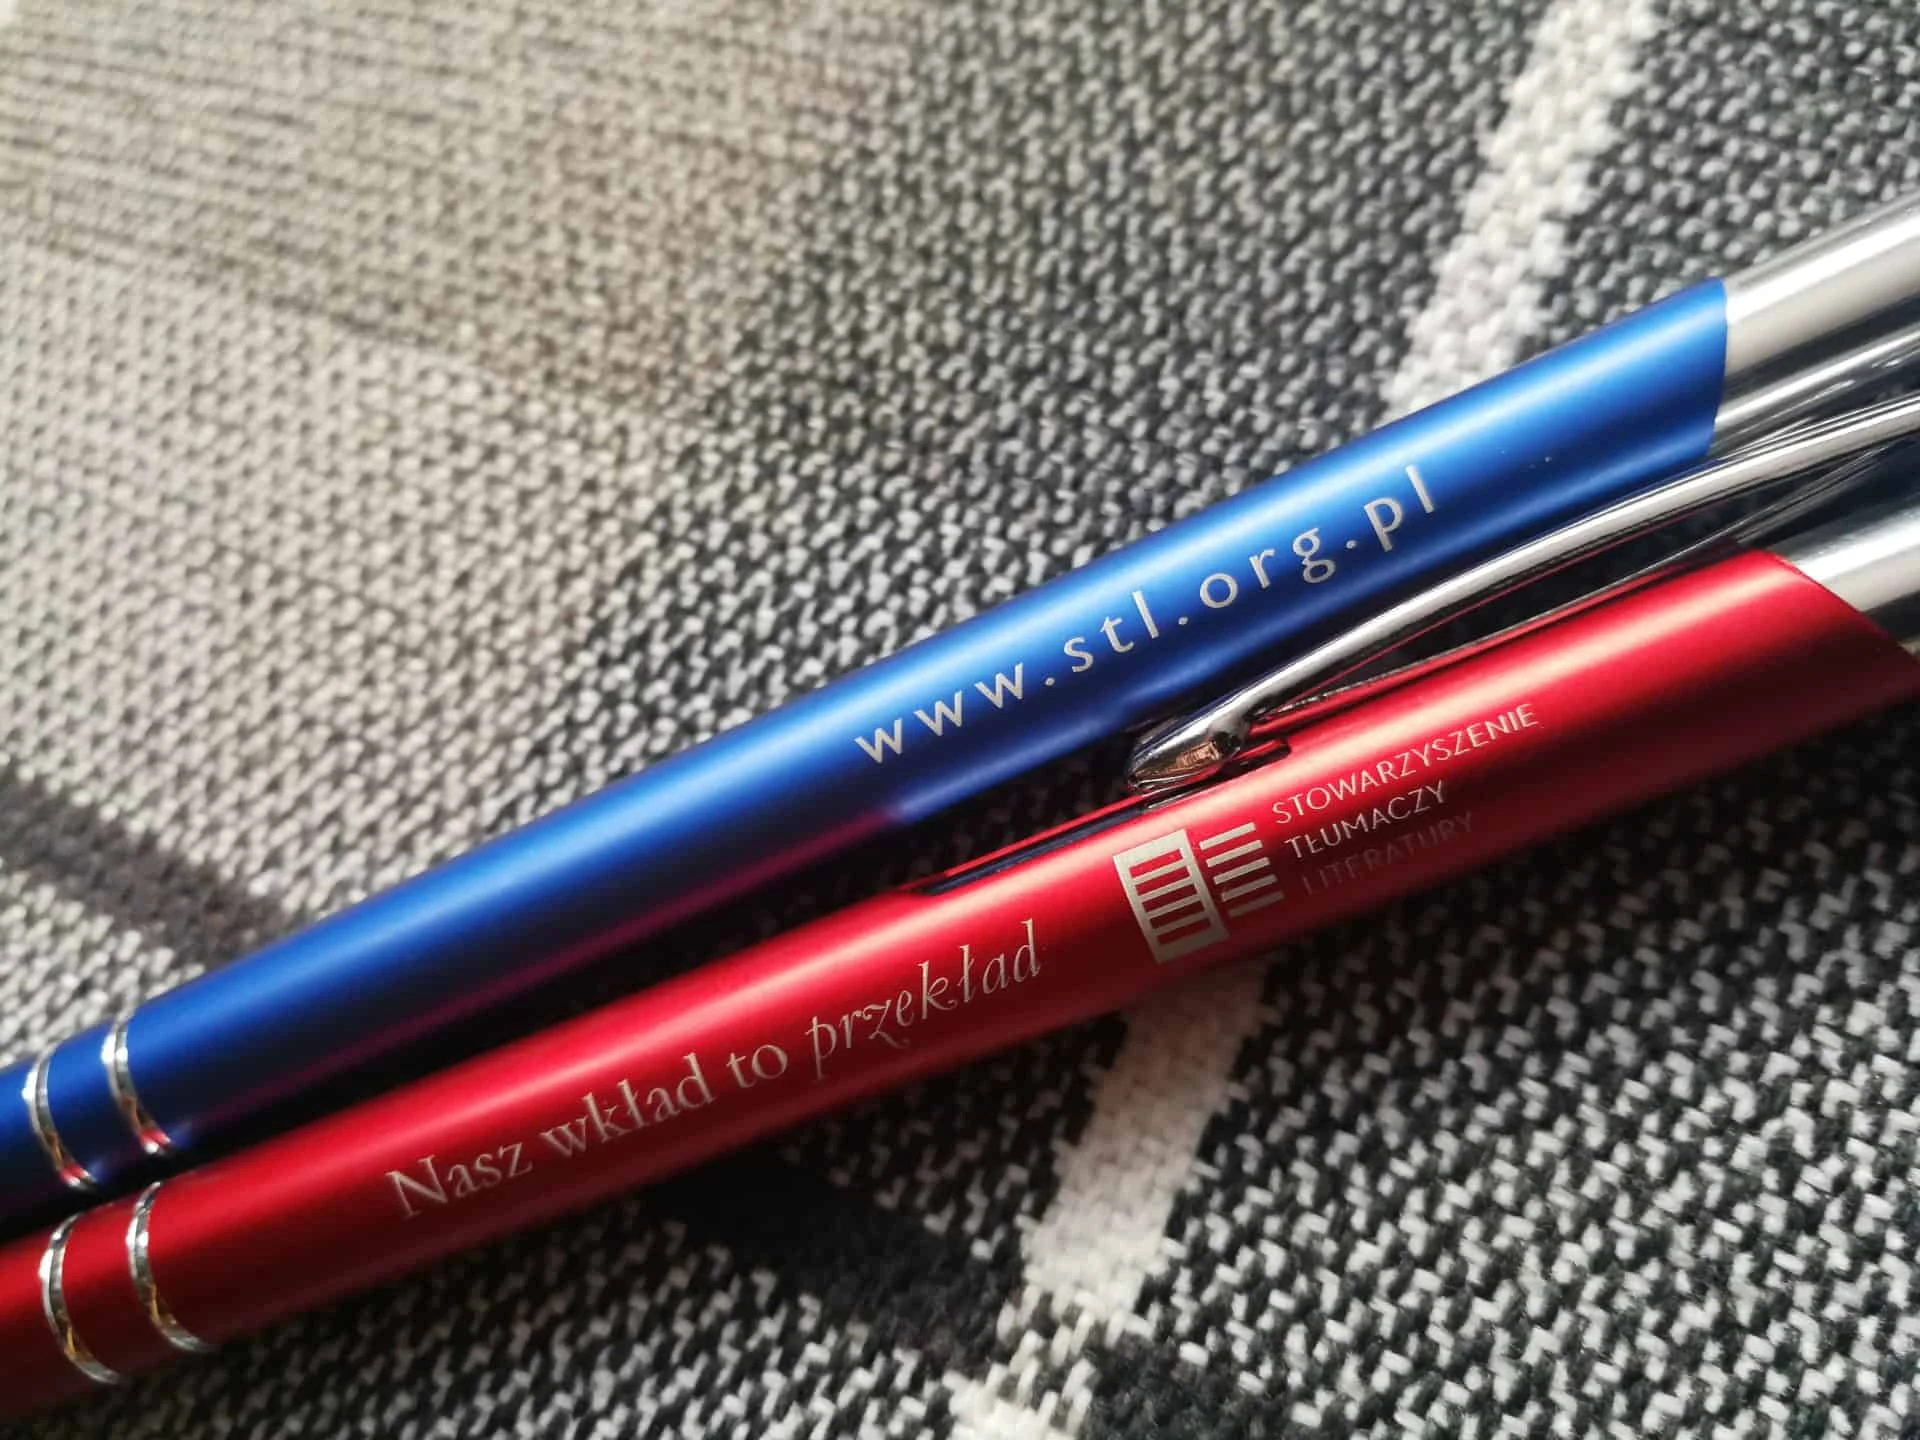 www.stl.org.pl
STOWARZYSZENIE
TŁUMACZY
LITERATURY
Nasz wkład to przekład